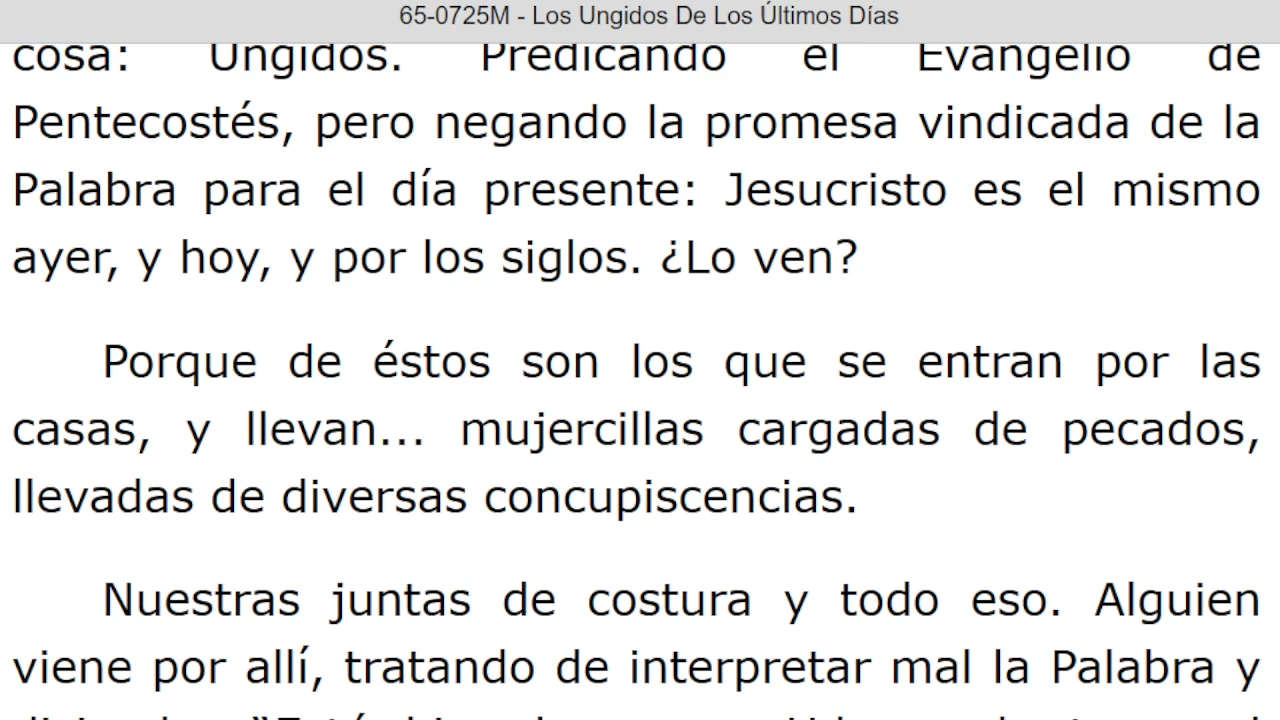 65-0725M - Los Ungidos De Los Últimos Días
cosa: Ungidos. Predicando el Evangelio de
Pentecostés, pero negando la promesa vindicada de la
Palabra para el día presente: Jesucristo es el mismo
ayer, y hoy, y por los siglos. ¿Lo ven?
Porque de éstos son los que se entran por las
casas, y llevan... mujercillas cargadas de pecados,
llevadas de diversas concupiscencias.
Nuestras juntas de costura y todo eso. Alguien
viene por allí, tratando de interpretar mal la Palabra y